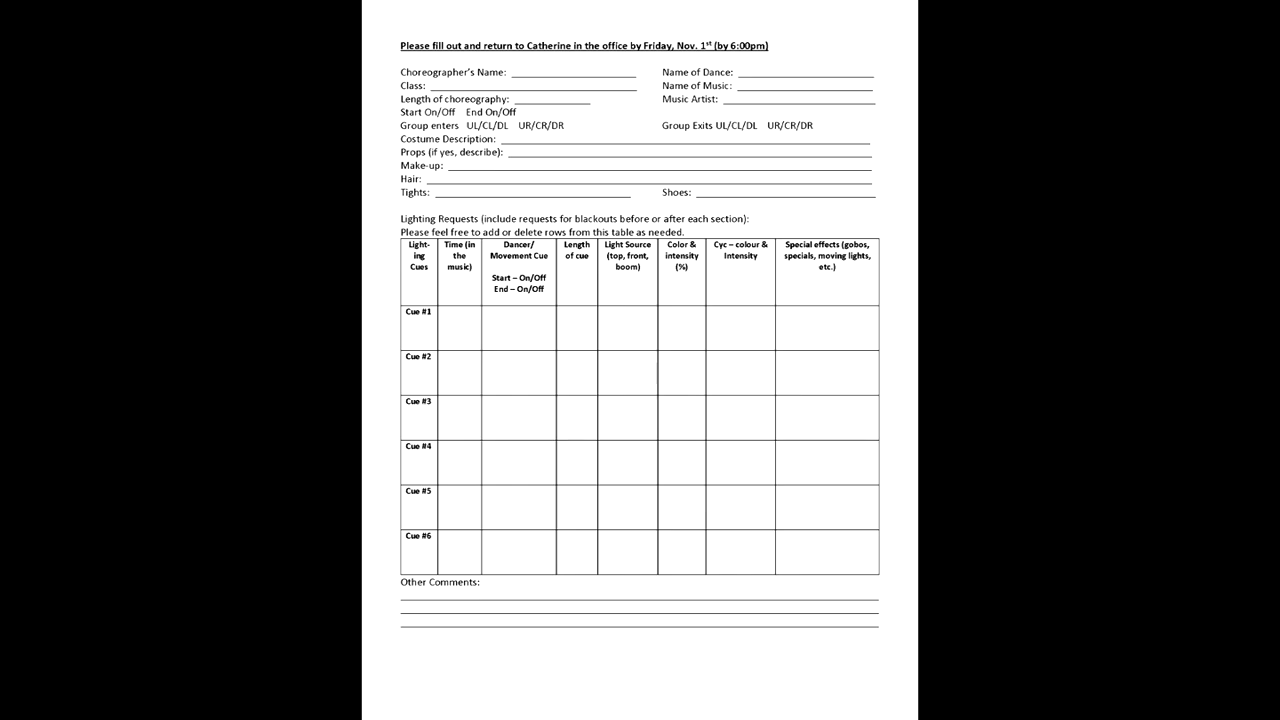 Please fill out and return to Catherine in the office by Friday, Nov. 1st (by 6:00pm)
Choreographer's Name: Name of Dance:
Class: Name of Music:
Length of choreography: Music Artist:
Start On/Off End On/Off
Group enters UL/CL/DL UR/CR/DR Group Exits UL/CL/DL UR/CR/DR
Costume Description:
Props (if yes, describe):
Make-up:
Hair:
Tights: Shoes:
Lighting Requests (include requests for blackouts before or after each section):
Please feel free to add or delete rows from this table as needed.
Light- Time (in Dancer/ Length Light Source Color & Cyc – colour & Special effects (gobos,
ing the Movement Cue of cue (top, front, intensity Intensity specials, moving lights,
Cues music) boom) (%) etc.)
Start – On/Off
End – On/Off
Cue #1
Cue #2
Cue #3
Cue #4
Cue #5
Cue #6
Other Comments: